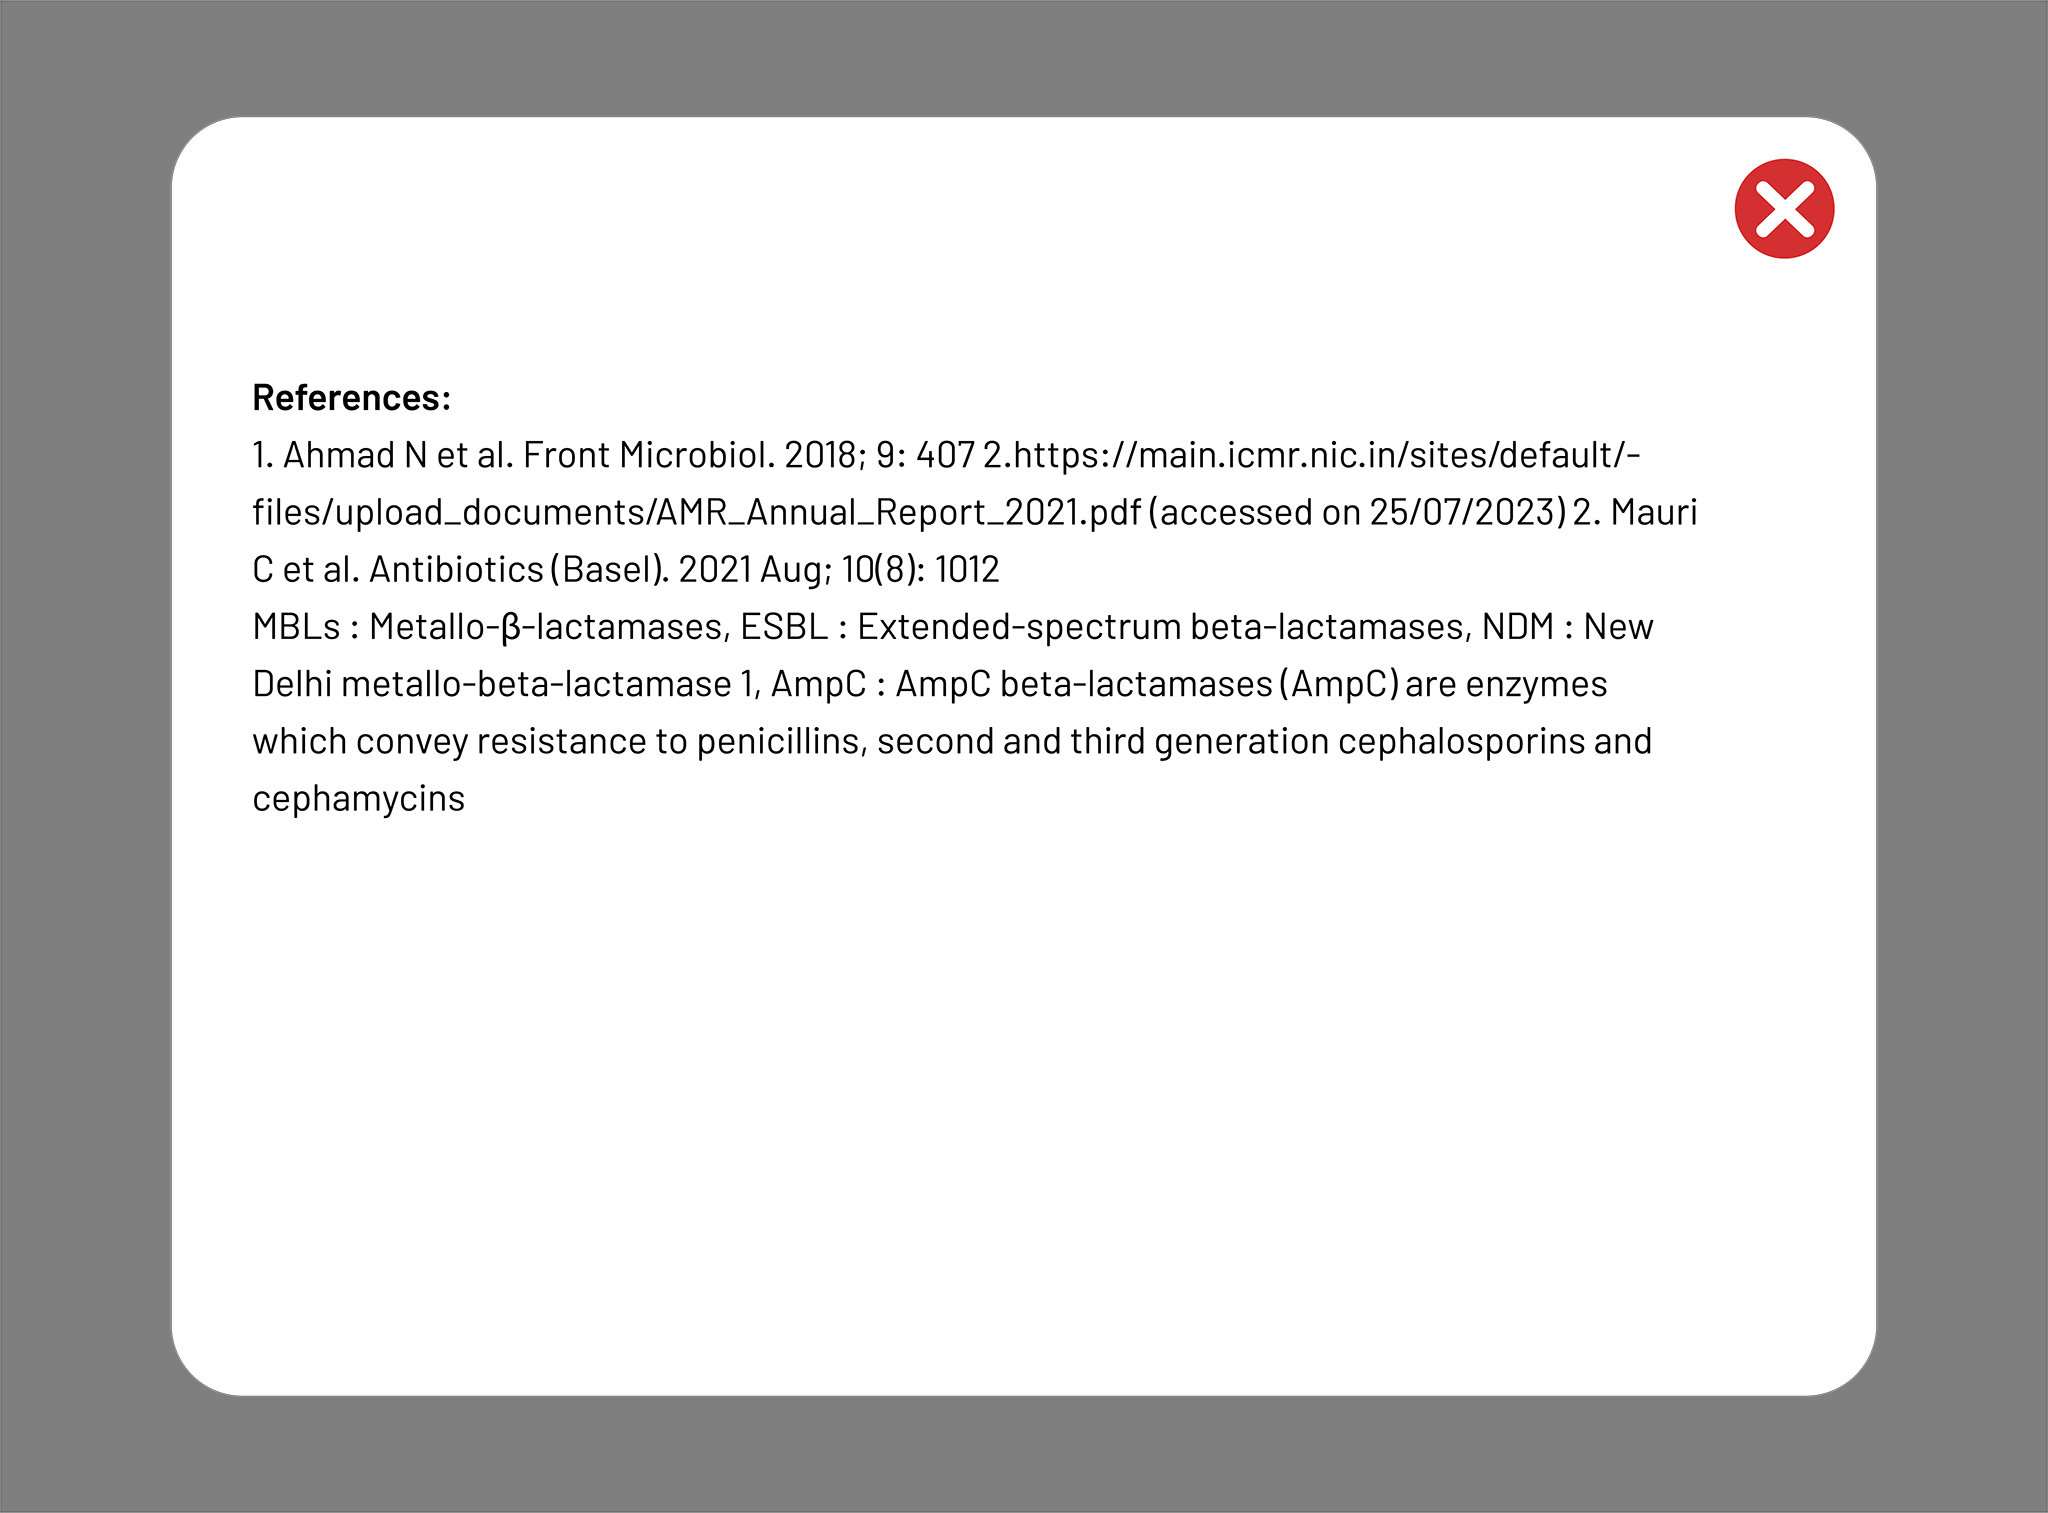 References:
1. Ahmad N et al. Front Microbiol. 2018; 9: 407 2.https://main.icmr.nic.in/sites/default/-
files/upload_documents/AMR_Annual_Report_2021.pdf (accessed on 25/07/2023) 2. Mauri
C et al. Antibiotics (Basel). 2021 Aug; 10(8): 1012
MBLs : Metallo-β-lactamases, ESBL : Extended-spectrum beta-lactamases, NDM : New
Delhi metallo-beta-lactamase 1, AmpC : AmpC beta-lactamases (AmpC) are enzymes
which convey resistance to penicillins, second and third generation cephalosporins and
cephamycins